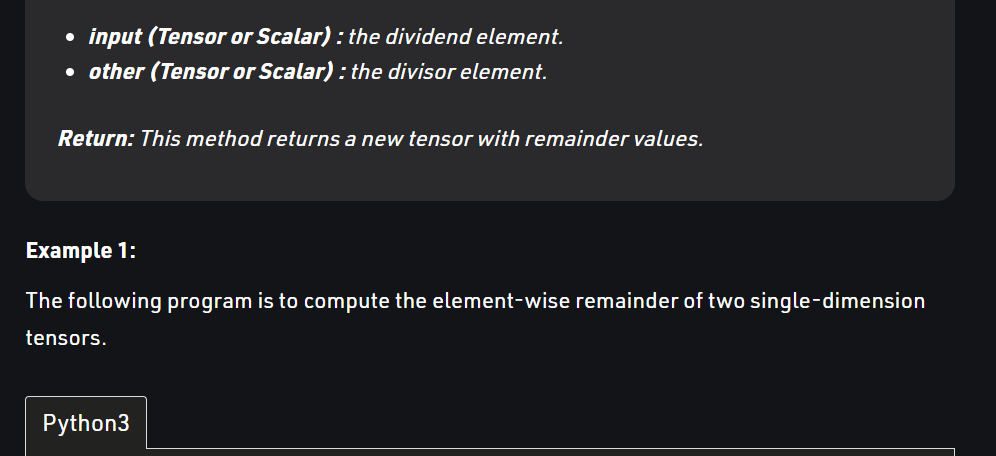 input (Tensor or Scalar) : the dividend element.
other (Tensor or Scalar) : the divisor element.
Return: This method returns a new tensor with remainder values.
Example 1:
The following program is to compute the element-wise remainder of two single-dimension
tensors.
Python3